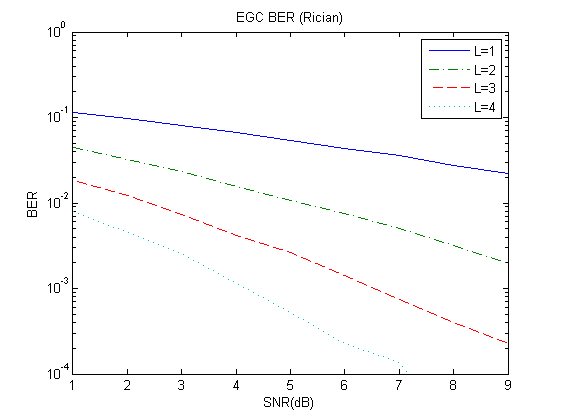 EGC BER (Rician)
10^0
10^-1
10^-2
10^-3
10^-4
BER
L=1
L=2
L=3
L=4
1 2 3 4 5 6 7 8 9
SNR(dB)